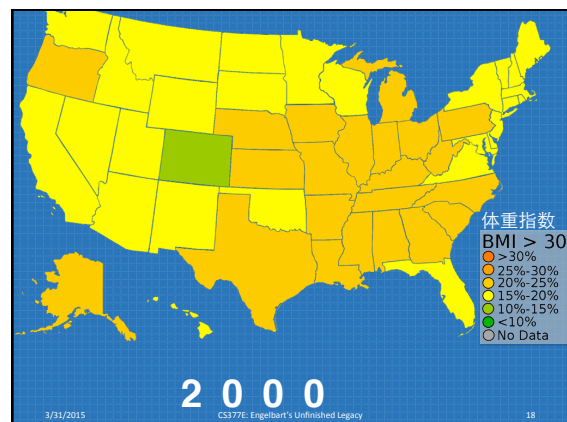 体重指数
BMI > 30
>30%
25%-30%
20%-25%
15%-20%
10%-15%
<10%
No Data
2000
3/31/2015 CS377E: Engelbart's Unfinished Legacy 18